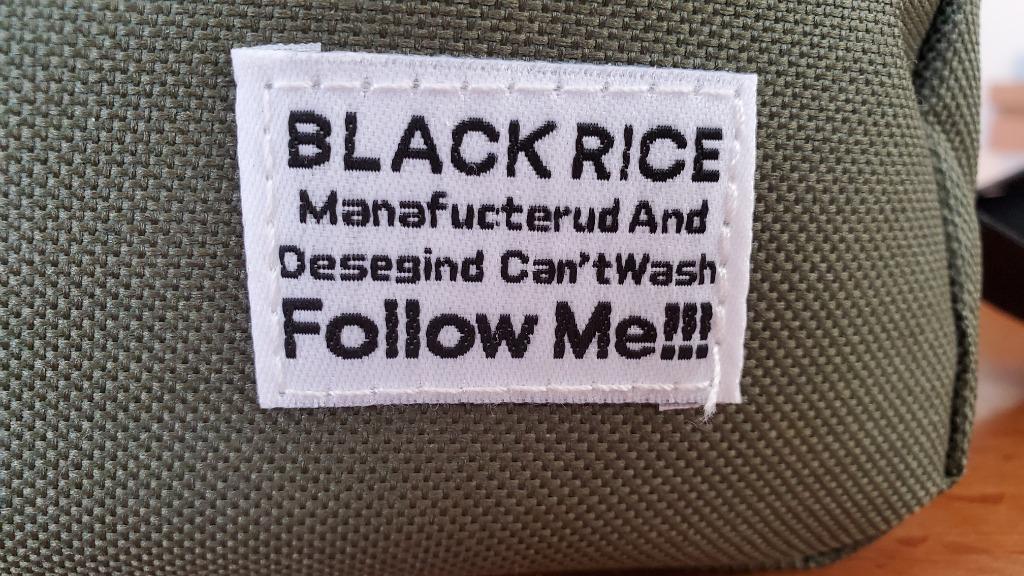 BLACK RICE
Manafucterud And
Desegind Can'tWash
Follow Me!!!